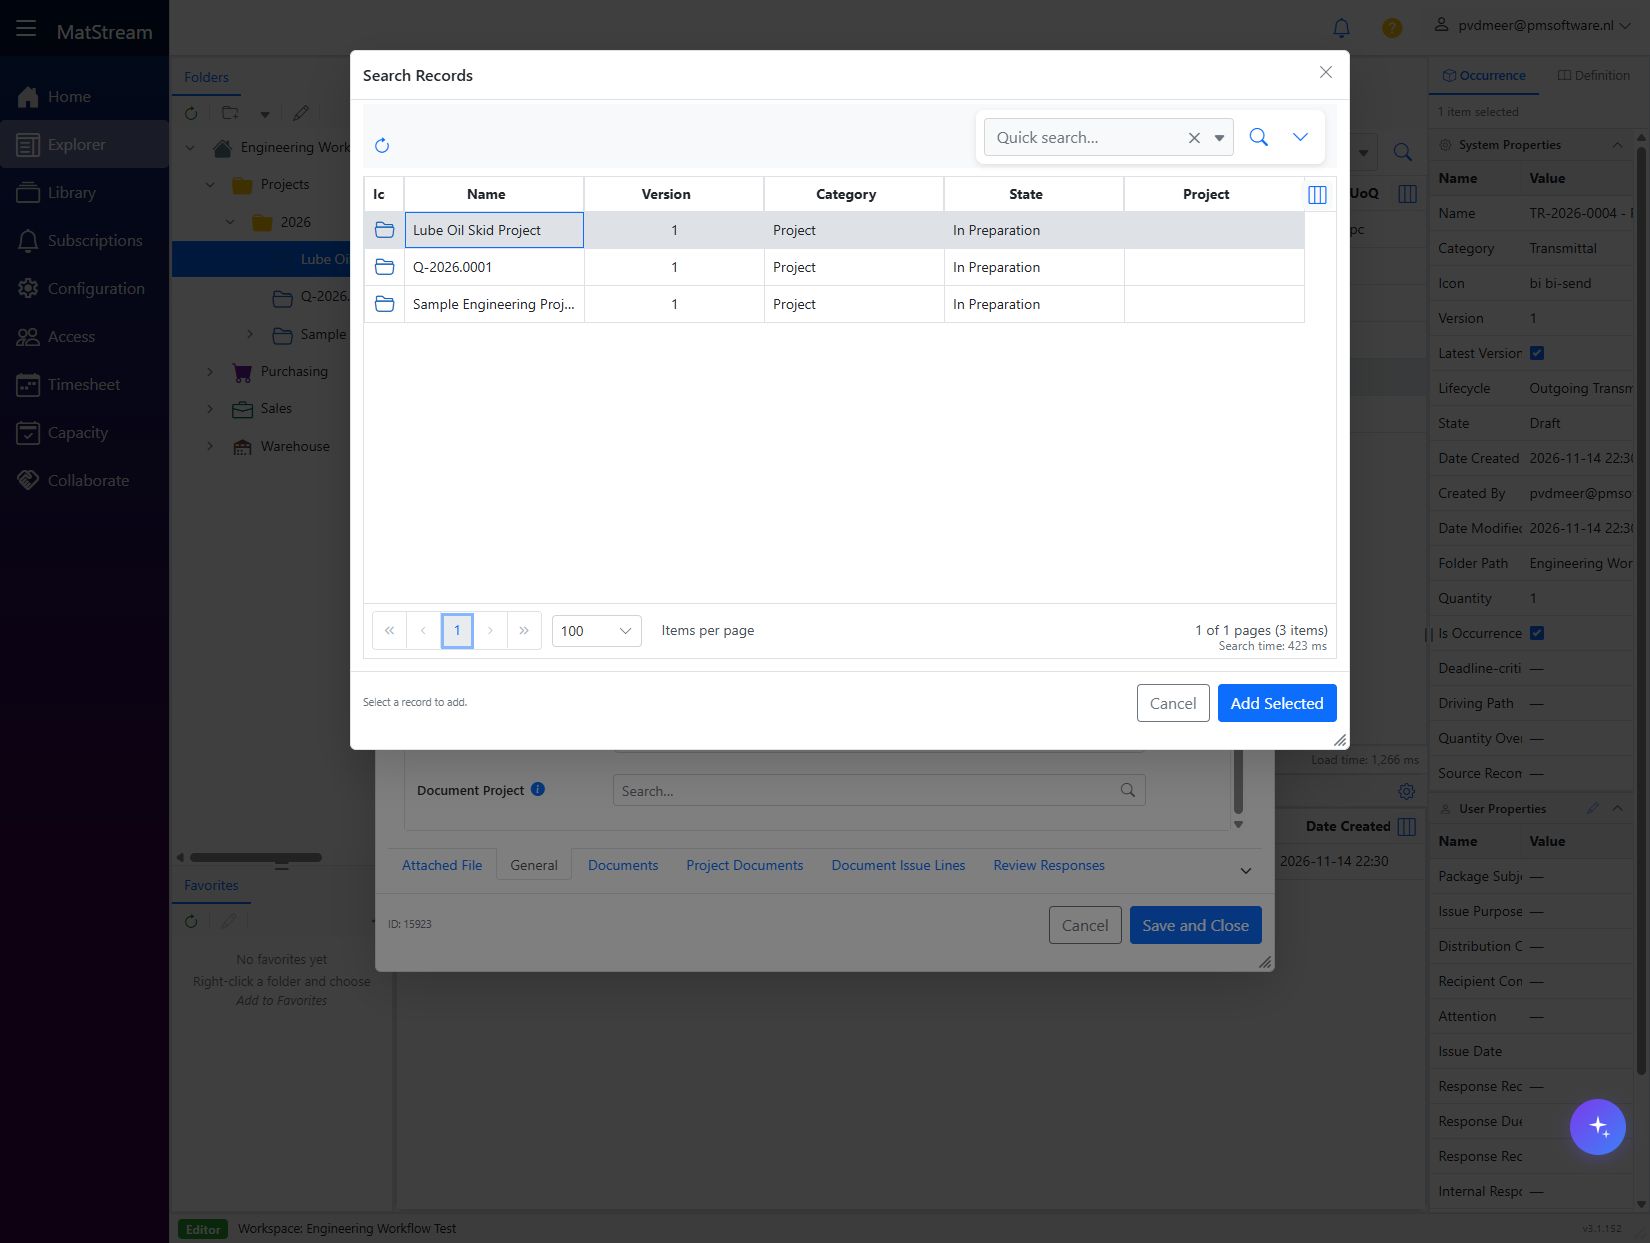 MatStream
pvdmeer@pmsoftware.nl
Home
Explorer
Library
Subscriptions
Configuration
Access
Timesheet
Capacity
Collaborate
Folders
Engineering Work
Projects
2026
Lube Oi
Q-2026.
Sample
Purchasing
Sales
Warehouse
Favorites
No favorites yet
Right-click a folder and choose
Add to Favorites
Search Records
Quick search...
Ic Name Version Category State Project
Lube Oil Skid Project 1 Project In Preparation
Q-2026.0001 1 Project In Preparation
Sample Engineering Proj... 1 Project In Preparation
« ‹ 1 › » 100 Items per page
1 of 1 pages (3 items)
Search time: 423 ms
Select a record to add.
Cancel Add Selected
Document Project Search...
Attached File General Documents Project Documents Document Issue Lines Review Responses
ID: 15923
Cancel Save and Close
UoQ
pc
Load time: 1,266 ms
Date Created
2026-11-14 22:30
Occurrence Definition
1 item selected
System Properties
Name Value
Name TR-2026-0004 -
Category Transmittal
Icon bi bi-send
Version 1
Latest Version
Lifecycle Outgoing Transm
State Draft
Date Created 2026-11-14 22:30
Created By pvdmeer@pmso
Date Modified 2026-11-14 22:30
Folder Path Engineering Wor
Quantity 1
Is Occurrence
Deadline-criti —
Driving Path —
Quantity Over —
Source Recom —
User Properties
Name Value
Package Subj —
Issue Purpose —
Distribution C —
Recipient Con —
Attention —
Issue Date
Response Rec —
Response Due —
Response Rec
Internal Respo —
Editor Workspace: Engineering Workflow Test
v3.1.152